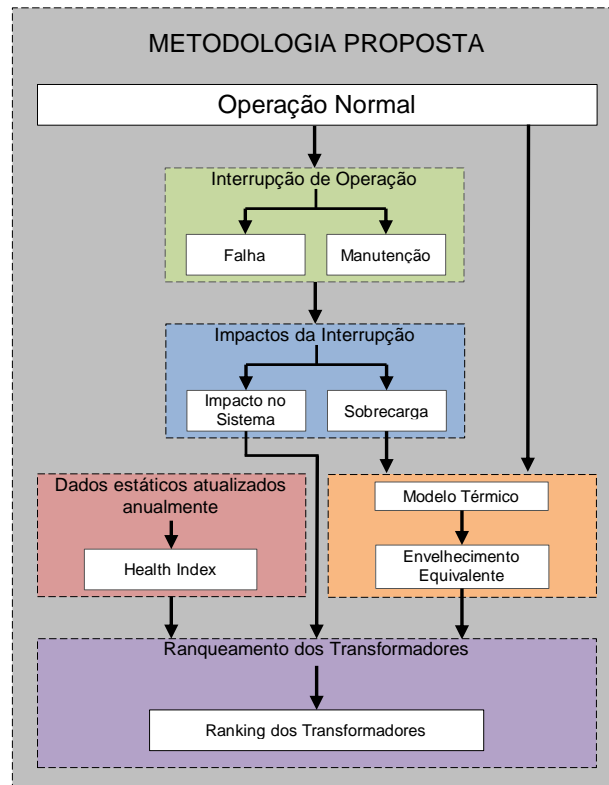 METODOLOGIA PROPOSTA
Operação Normal
Interrupção de Operação
Falha
Manutenção
Impactos da Interrupção
Impacto no
Sistema
Sobrecarga
Dados estáticos atualizados
anualmente
Health Index
Modelo Térmico
Envelhecimento
Equivalente
Ranqueamento dos Transformadores
Ranking dos Transformadores